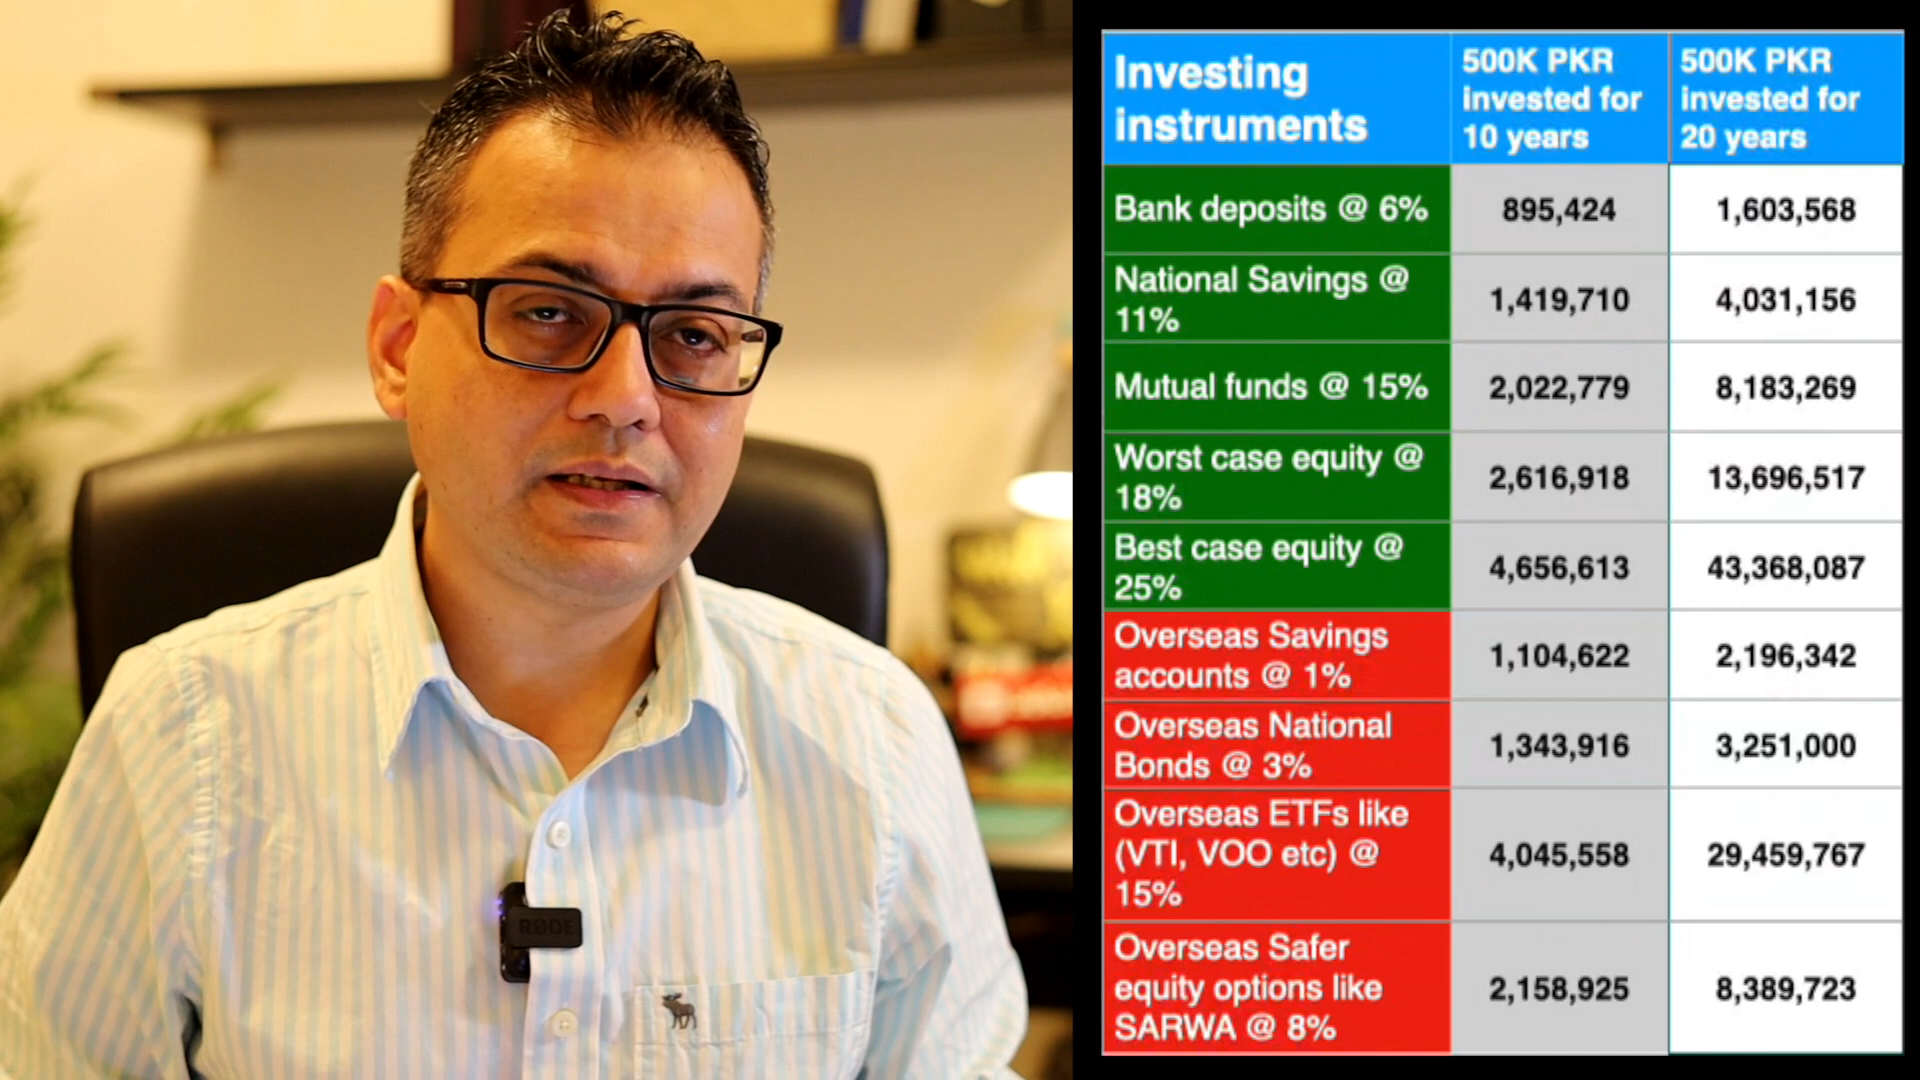 Investing
instruments
500K PKR
invested for
10 years
500K PKR
invested for
20 years
Bank deposits @ 6%
895,424
1,603,568
National Savings @
11%
1,419,710
4,031,156
Mutual funds @ 15%
2,022,779
8,183,269
Worst case equity @
18%
2,616,918
13,696,517
Best case equity @
25%
4,656,613
43,368,087
Overseas Savings
accounts @ 1%
1,104,622
2,196,342
Overseas National
Bonds @ 3%
1,343,916
3,251,000
Overseas ETFs like
(VTI, VOO etc) @
15%
4,045,558
29,459,767
Overseas Safer
equity options like
SARWA @ 8%
2,158,925
8,389,723
RØDE